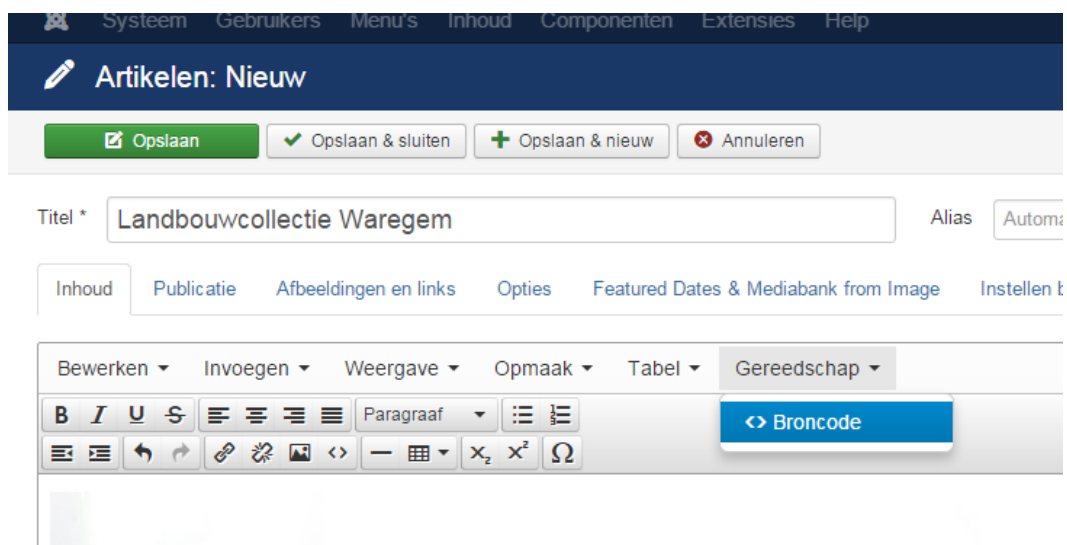 Systeem Gebruikers Menu's Inhoud Componenten Extensies Help
Artikelen: Nieuw
Opslaan Opslaan & sluiten Opslaan & nieuw Annuleren
Titel * Landbouwcollectie Waregem Alias Automa
Inhoud Publicatie Afbeeldingen en links Opties Featured Dates & Mediabank from Image Instellen b
Bewerken Invoegen Weergave Opmaak Tabel Gereedschap
B I U S Paragraaf
<> Broncode
<> x₂ x² Ω